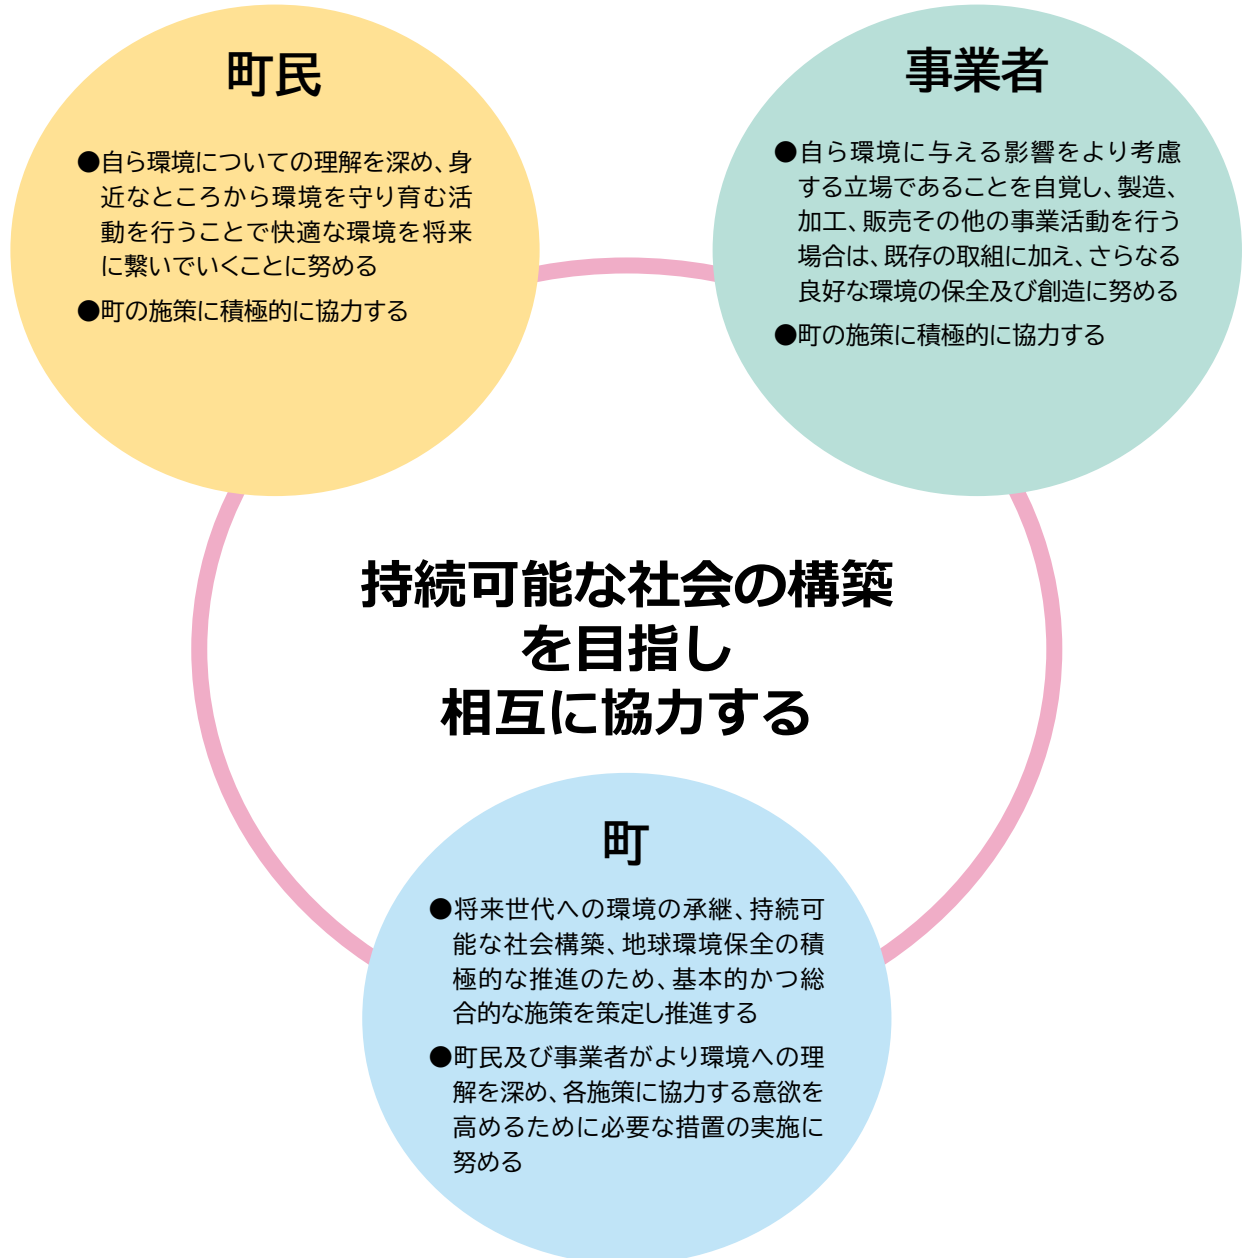 町民
●自ら環境についての理解を深め、身
近なところから環境を守り育む活
動を行うことで快適な環境を将来
に繋いでいくことに努める
●町の施策に積極的に協力する
事業者
●自ら環境に与える影響をより考慮
する立場であることを自覚し、製造、
加工、販売その他の事業活動を行う
場合は、既存の取組に加え、さらなる
良好な環境の保全及び創造に努める
●町の施策に積極的に協力する
持続可能な社会の構築
を目指し
相互に協力する
町
●将来世代への環境の承継、持続可
能な社会構築、地球環境保全の積
極的な推進のため、基本的かつ総
合的な施策を策定し推進する
●町民及び事業者がより環境への理
解を深め、各施策に協力する意欲を
高めるために必要な措置の実施に
努める